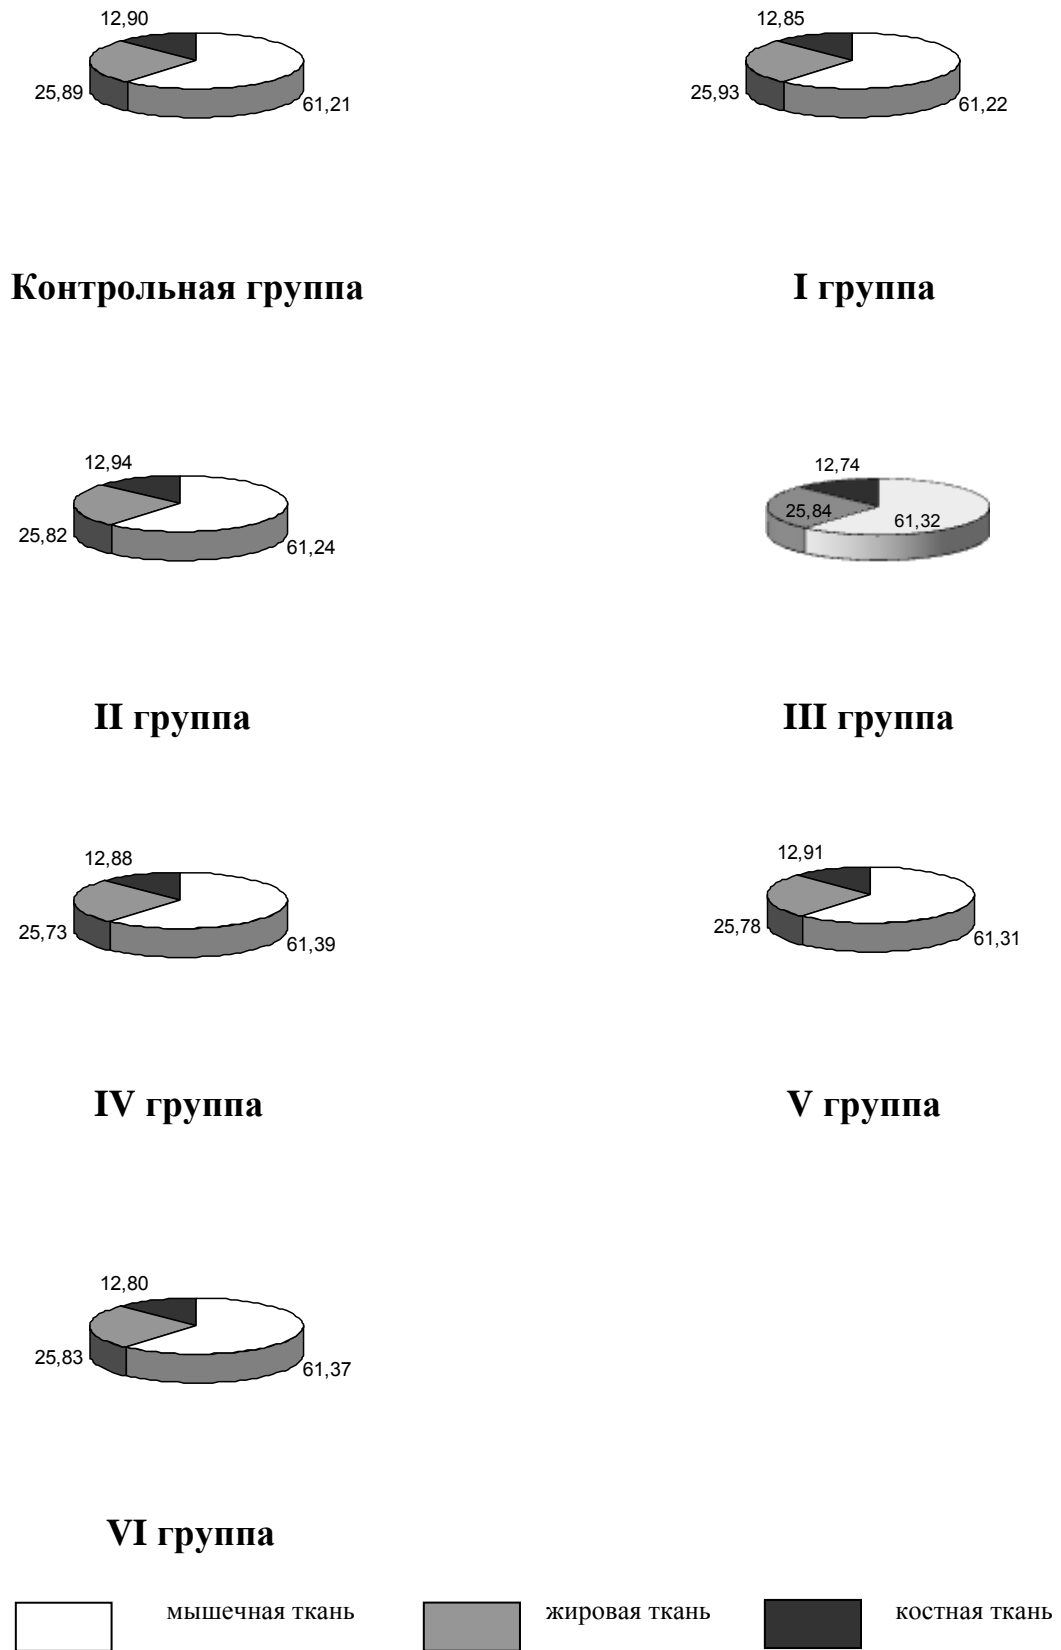 12,90
25,89
61,21
Контрольная группа
12,85
25,93
61,22
I группа
12,94
25,82
61,24
II группа
12,74
25,84
61,32
III группа
12,88
25,73
61,39
IV группа
12,91
25,78
61,31
V группа
12,80
25,83
61,37
VI группа
мышечная ткань
жировая ткань
костная ткань